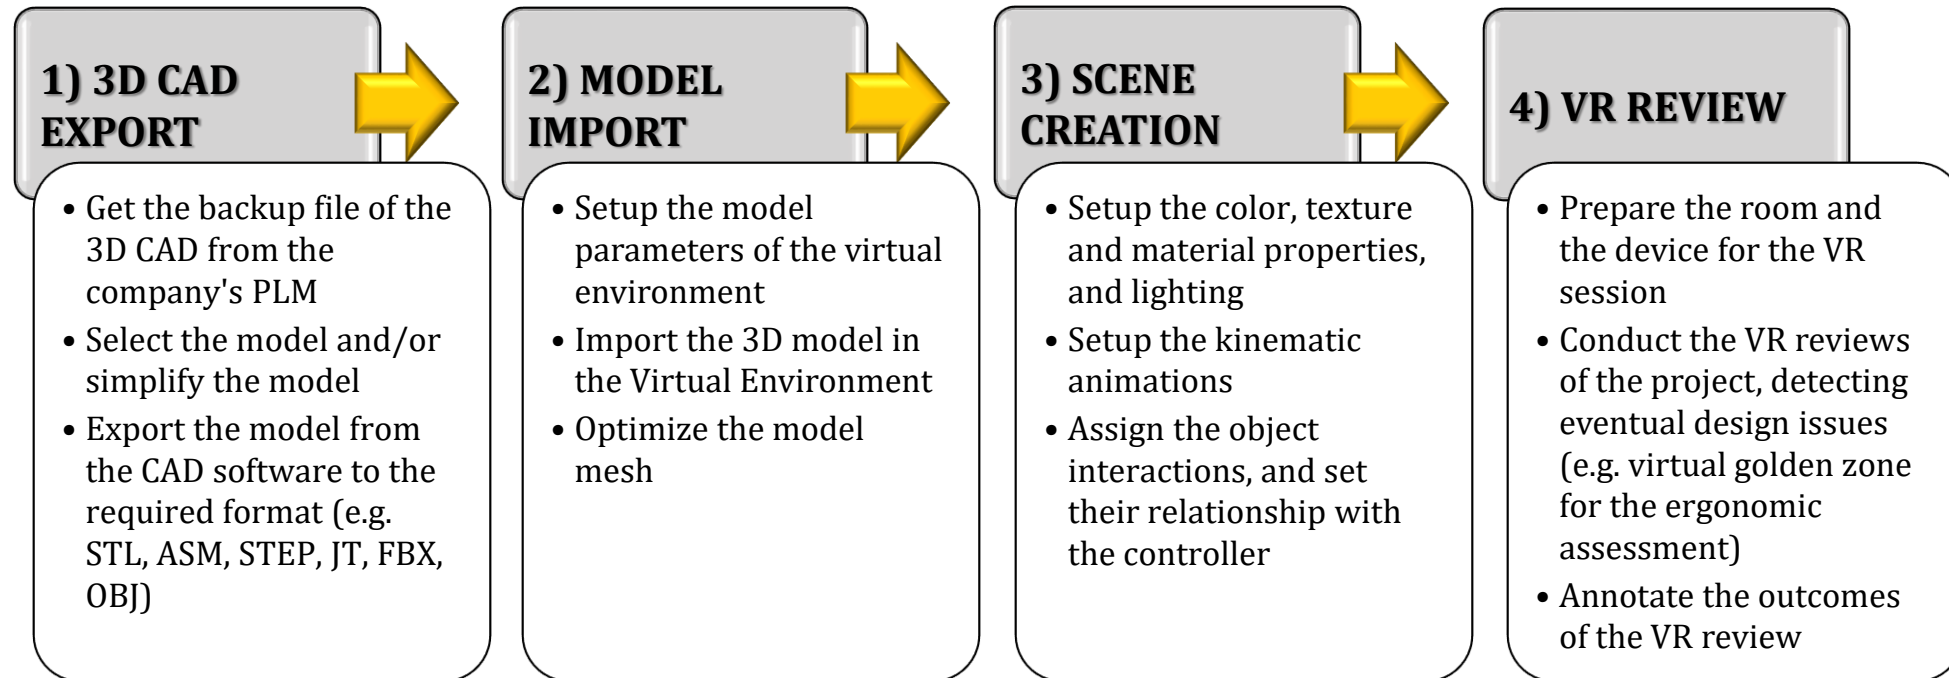 1) 3D CAD
EXPORT
• Get the backup file of the
3D CAD from the
company's PLM
• Select the model and/or
simplify the model
• Export the model from
the CAD software to the
required format (e.g.
STL, ASM, STEP, JT, FBX,
OBJ)
2) MODEL
IMPORT
• Setup the model
parameters of the virtual
environment
• Import the 3D model in
the Virtual Environment
• Optimize the model
mesh
3) SCENE
CREATION
• Setup the color, texture
and material properties,
and lighting
• Setup the kinematic
animations
• Assign the object
interactions, and set
their relationship with
the controller
4) VR REVIEW
• Prepare the room and
the device for the VR
session
• Conduct the VR reviews
of the project, detecting
eventual design issues
(e.g. virtual golden zone
for the ergonomic
assessment)
• Annotate the outcomes
of the VR review